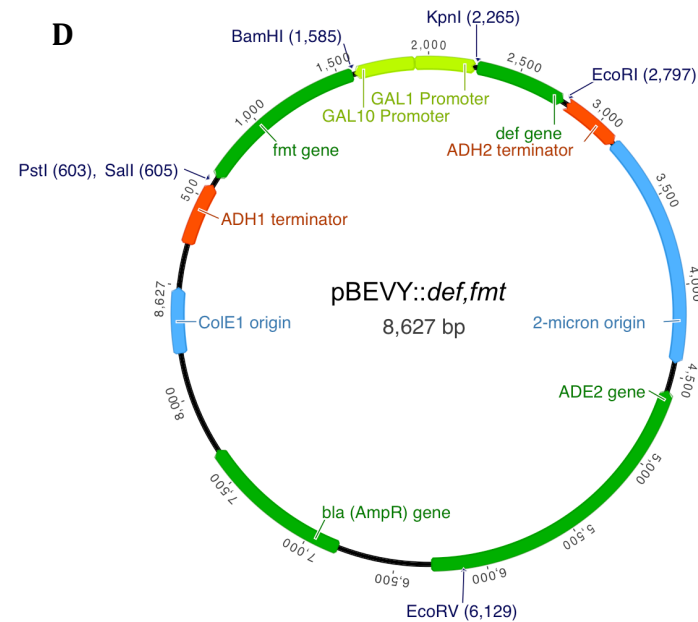 D
KpnI (2,265)
BamHI (1,585)
2,000
1,500
2,500
EcoRI (2,797)
GAL1 Promoter
GAL10 Promoter
3,000
1,000
def gene
ADH2 terminator
fmt gene
PstI (603), SalI (605)
500
3,500
ADH1 terminator
4,000
8,627
pBEVY::def,fmt
8,627 bp
ColE1 origin
2-micron origin
4,500
ADE2 gene
8,000
5,000
7,500
bla (AmpR) gene
5,500
7,000
6,500
6,000
EcoRV (6,129)